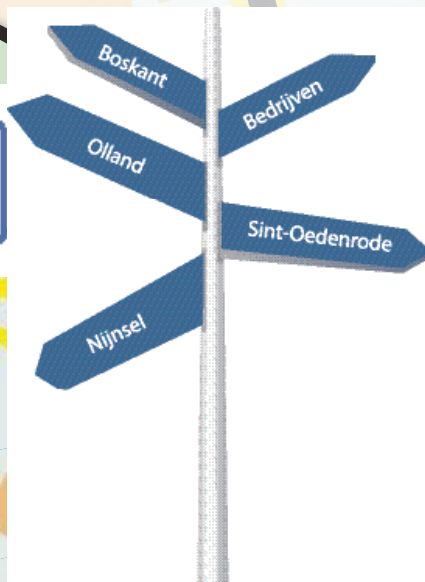 Boskant
Bedrijven
Olland
Sint-Oedenrode
Nijnsel